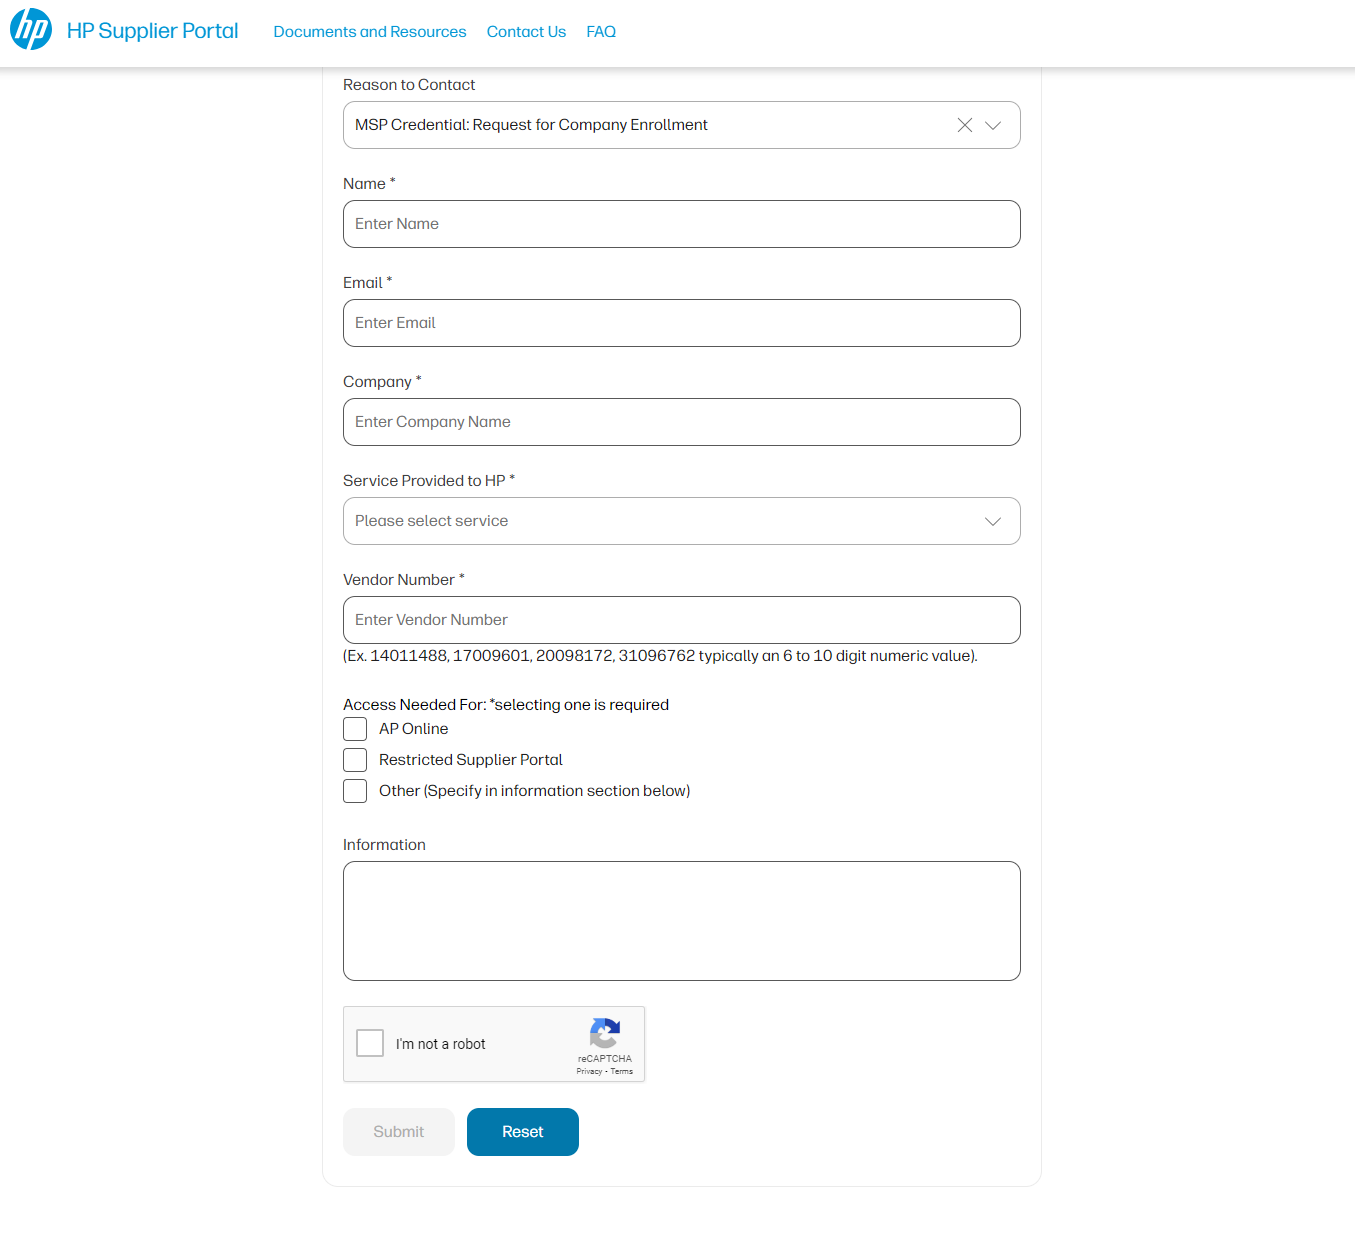 hp HP Supplier Portal Documents and Resources Contact Us FAQ
Reason to Contact
MSP Credential: Request for Company Enrollment
Name *
Enter Name
Email *
Enter Email
Company *
Enter Company Name
Service Provided to HP *
Please select service
Vendor Number *
Enter Vendor Number
(Ex. 14011488, 17009601, 20098172, 31096762 typically an 6 to 10 digit numeric value).
Access Needed For: *selecting one is required
AP Online
Restricted Supplier Portal
Other (Specify in information section below)
Information
I'm not a robot
reCAPTCHA
Privacy - Terms
Submit Reset